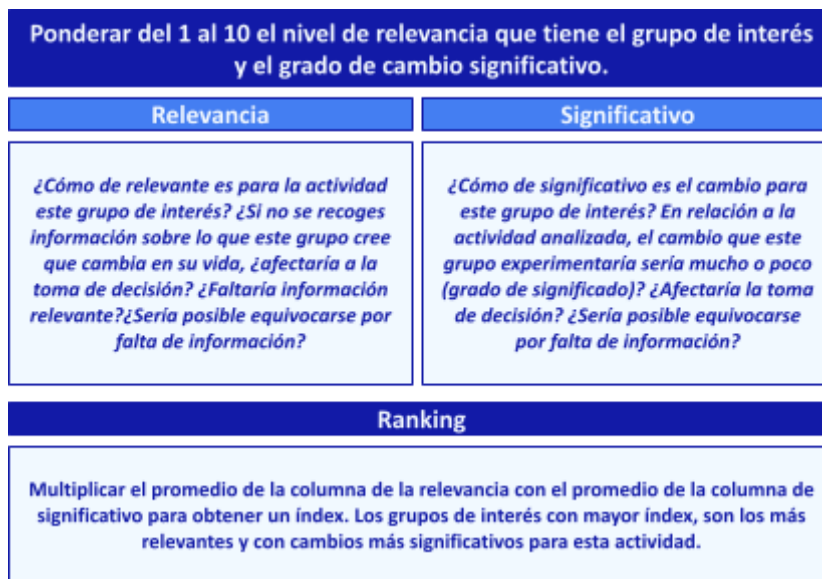 Ponderar del 1 al 10 el nivel de relevancia que tiene el grupo de interés
y el grado de cambio significativo.
Relevancia
¿Cómo de relevante es para la actividad
este grupo de interés? ¿Si no se recoges
información sobre lo que este grupo cree
que cambia en su vida, ¿afectaría a la
toma de decisión? ¿Faltaría información
relevante?¿Sería posible equivocarse por
falta de información?
Significativo
¿Cómo de significativo es el cambio para
este grupo de interés? En relación a la
actividad analizada, el cambio que este
grupo experimentaría sería mucho o poco
(grado de significado)? ¿Afectaría la toma
de decisión? ¿Sería posible equivocarse
por falta de información?
Ranking
Multiplicar el promedio de la columna de la relevancia con el promedio de la columna de
significativo para obtener un índex. Los grupos de interés con mayor índex, son los más
relevantes y con cambios más significativos para esta actividad.